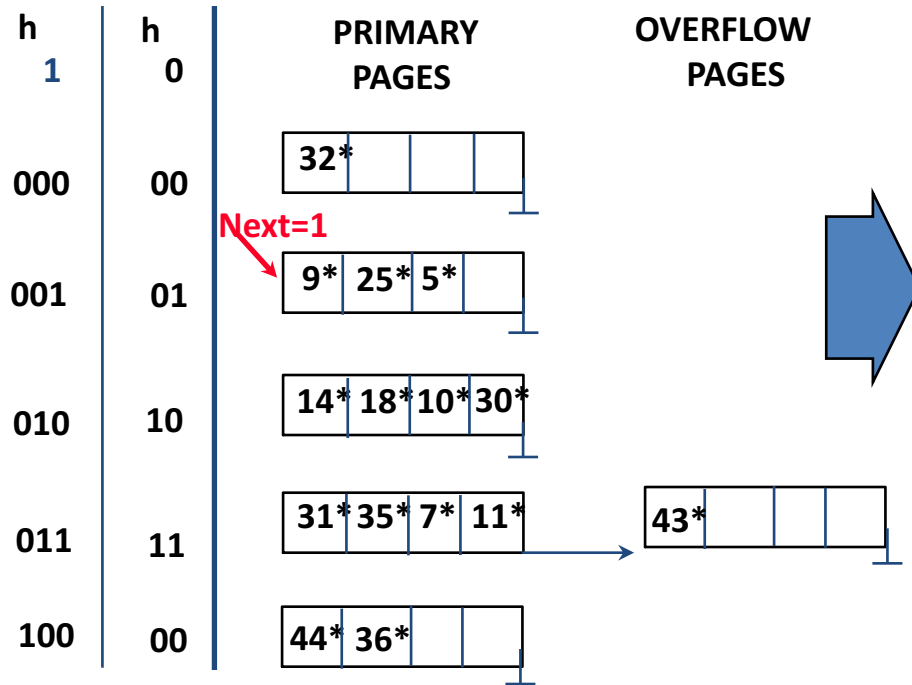 h h PRIMARY OVERFLOW
1 0 PAGES PAGES
000 00 32*
Next=1
001 01 9* 25* 5*
010 10 14* 18* 10* 30*
011 11 31* 35* 7* 11* 43*
100 00 44* 36*